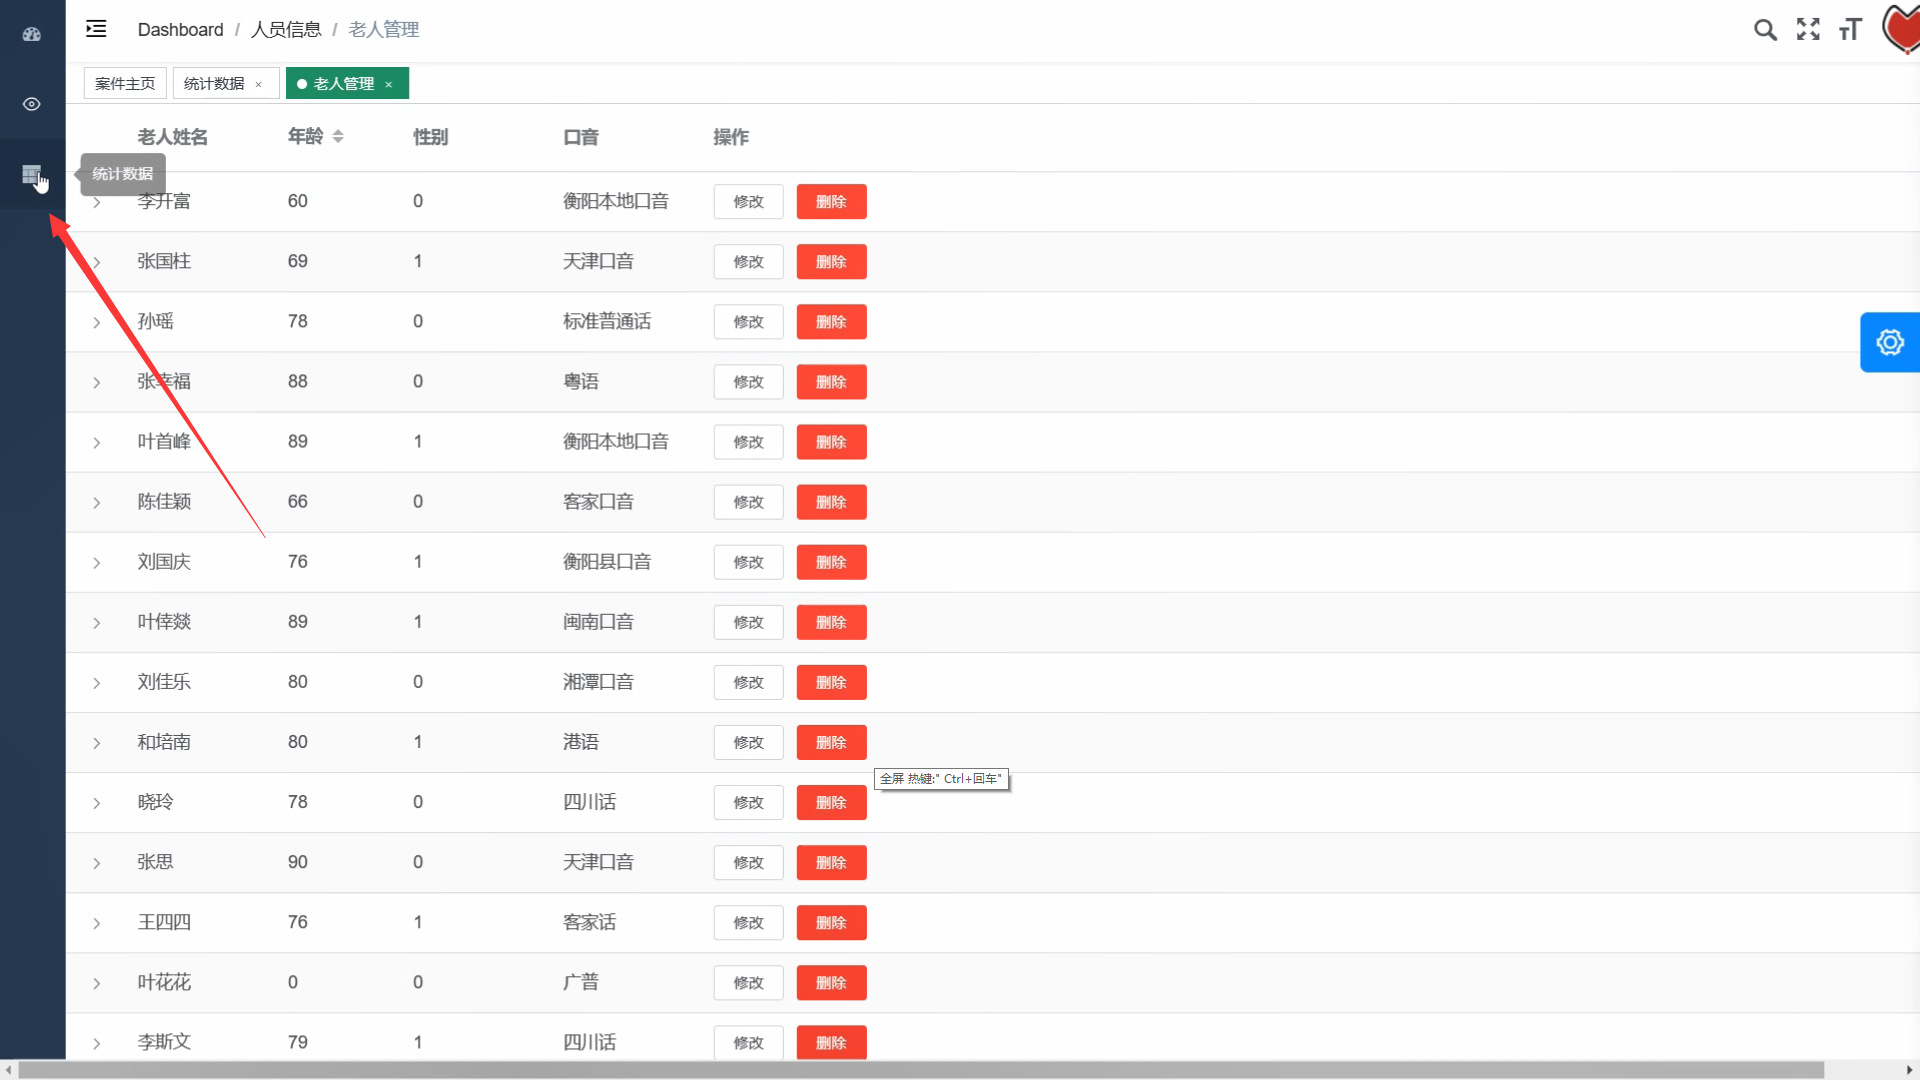 Dashboard / 人员信息 / 老人管理
案件主页 统计数据 × 老人管理 ×
老人姓名 年龄 性别 口音 操作
统计数据
李开富 60 0 衡阳本地口音 修改 删除
张国柱 69 1 天津口音 修改 删除
孙瑶 78 0 标准普通话 修改 删除
张幸福 88 0 粤语 修改 删除
叶首峰 89 1 衡阳本地口音 修改 删除
陈佳颖 66 0 客家口音 修改 删除
刘国庆 76 1 衡阳县口音 修改 删除
叶倖燚 89 1 闽南口音 修改 删除
刘佳乐 80 0 湘潭口音 修改 删除
和培南 80 1 港语 修改 删除
全屏 热键:" Ctrl+回车"
晓玲 78 0 四川话 修改 删除
张思 90 0 天津口音 修改 删除
王四四 76 1 客家话 修改 删除
叶花花 0 0 广普 修改 删除
李斯文 79 1 四川话 修改 删除